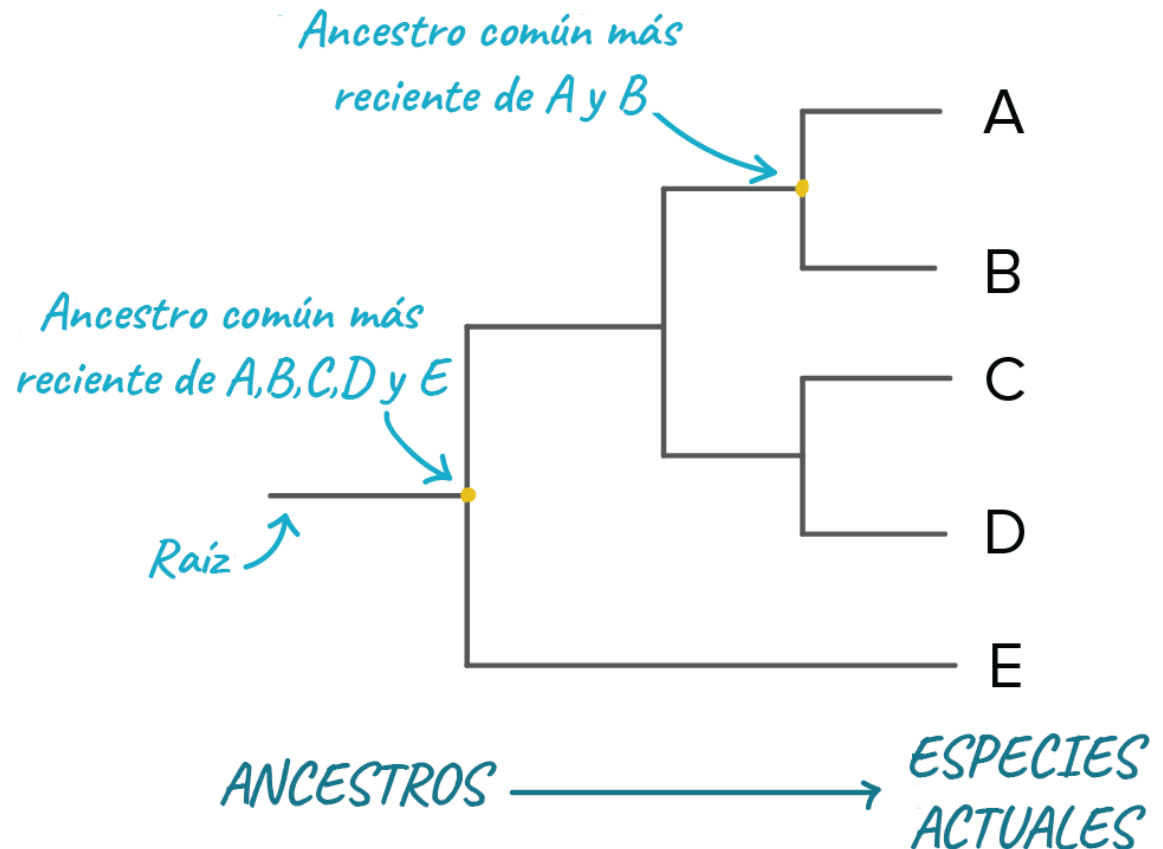 Ancestro común más
reciente de A y B
A
B
Ancestro común más
reciente de A,B,C,D y E
C
D
Raíz
E
ANCESTROS
ESPECIES
ACTUALES